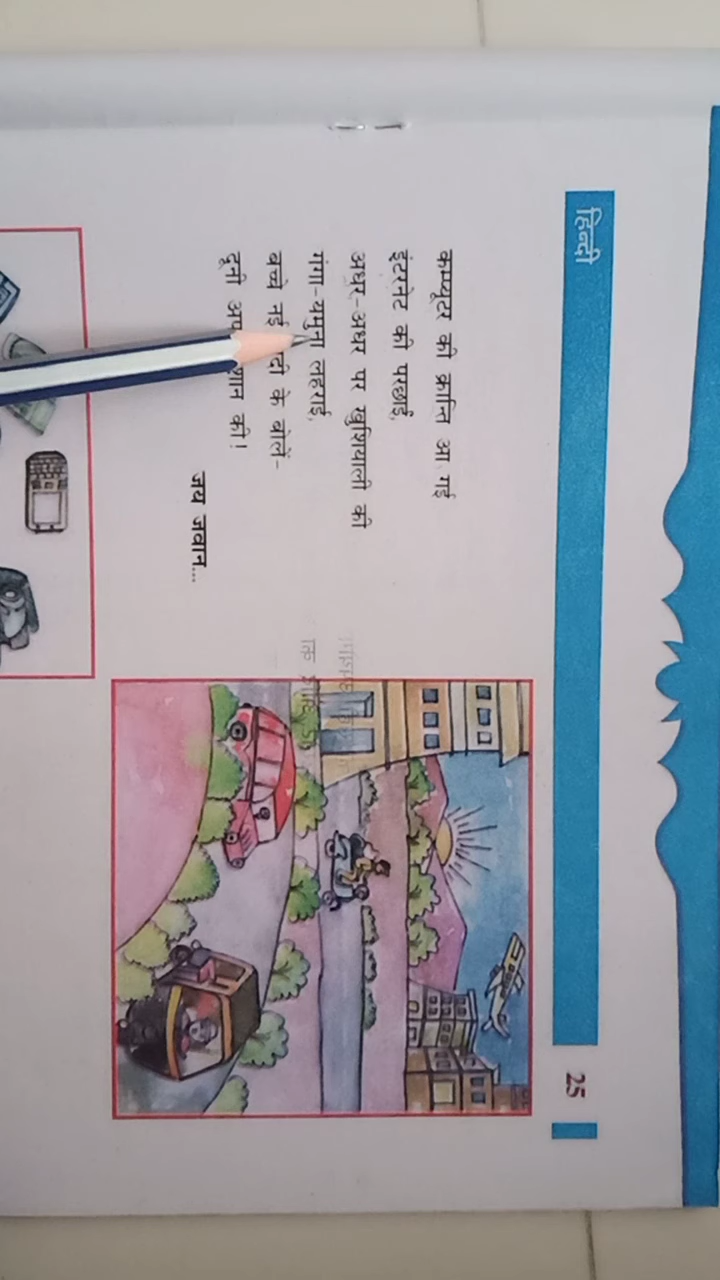 हिन्दी
25
कम्प्यूटर की क्रान्ति आ गई
इंटरनेट की परछाई,
अधर-अधर पर खुशियाली की
गंगा-यमुना लहराई,
बच्चे नई के बोलें-
दूनी की!
जय जवान...